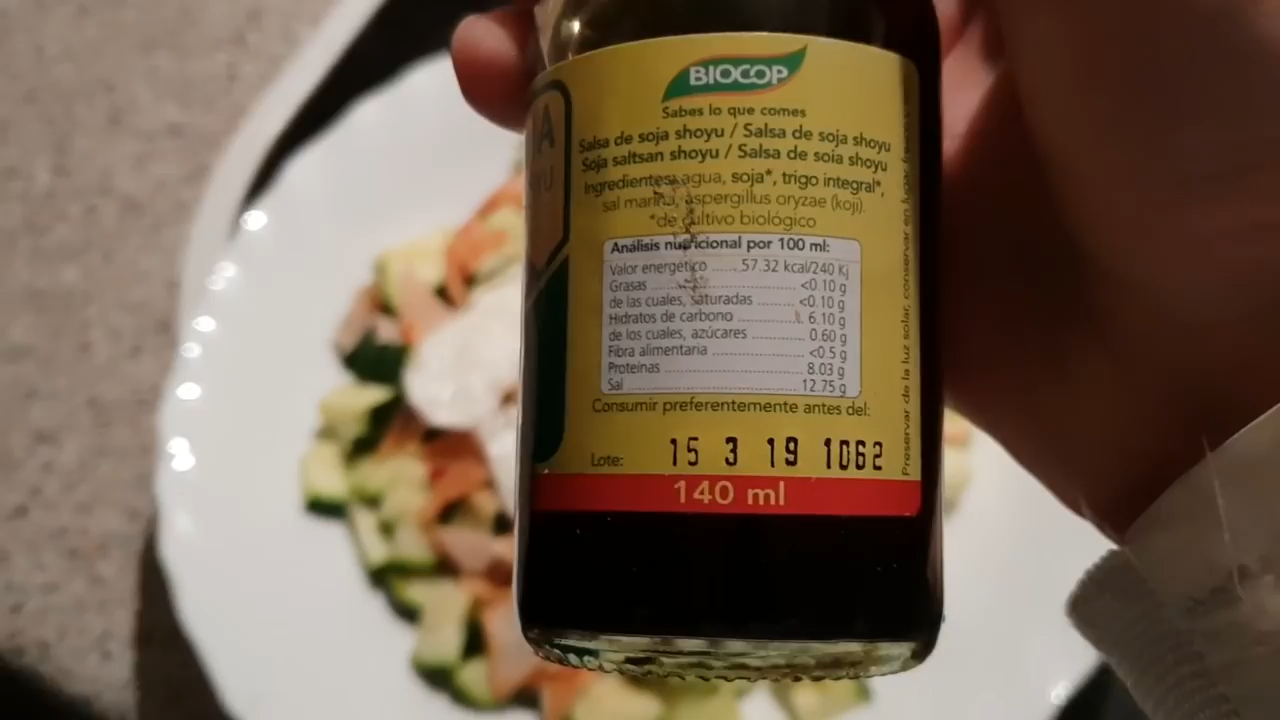 BIOCOP
Sabes lo que comes
Salsa de soja shoyu / Salsa de soja shoyu
Soja saltsan shoyu / Salsa de soia shoyu
Ingredientes: agua, soja*, trigo integral*,
sal marina, aspergillus oryzae (koji).
*de cultivo biológico
Análisis nutricional por 100 ml:
Valor energético ...... 57.32 kcal/240 Kj
Grasas ........ <0.10 g
de las cuales, saturadas ........ <0.10 g
Hidratos de carbono ........ 6.10 g
de los cuales, azúcares ........ 0.60 g
Fibra alimentaria ........ <0.5 g
Proteínas ........ 8.03 g
Sal ........ 12.75 g
Consumir preferentemente antes del:
Lote: 15 3 19 1062
140 ml
Preservar de la luz solar, conservar en lugar